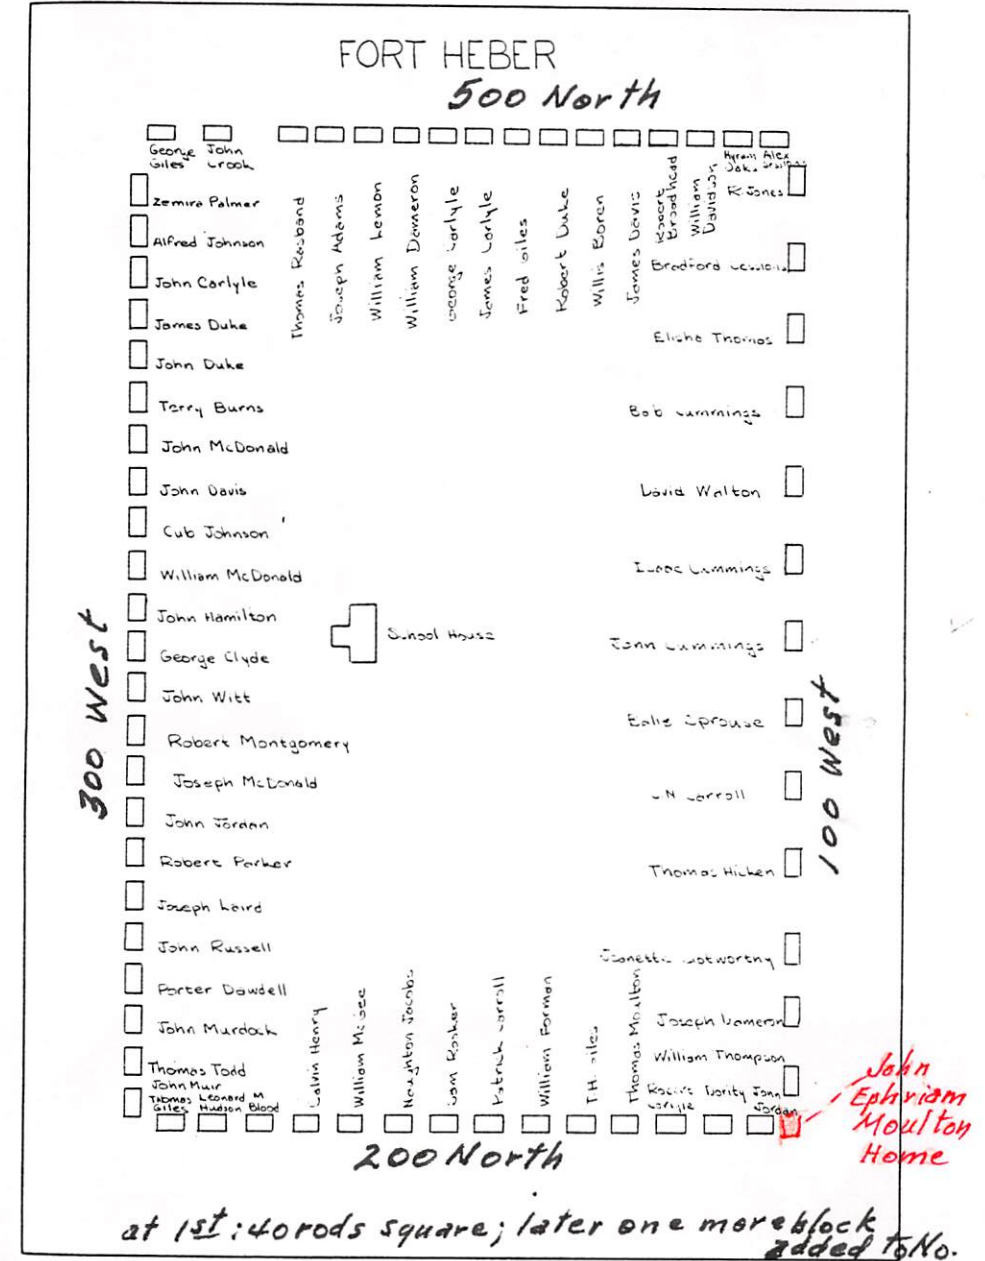 FORT HEBER
500 North
George Giles
John Crook
Thomas Rasband
Joseph Adams
William Lemon
William Dameron
George Carlyle
James Carlyle
Fred Giles
Robert Duke
Willis Boren
James Davis
Robert Broadhead
William Davidson
Hyrum Oaks
Alex
R Jones
Zemira Palmer
Alfred Johnson
John Carlyle
James Duke
John Duke
Terry Burns
John McDonald
John Davis
Cub Johnson
William McDonald
John Hamilton
George Clyde
John Witt
Robert Montgomery
Joseph McDonald
John Jordan
Robert Parker
Joseph Laird
John Russell
Porter Dowdell
John Murdock
Thomas Todd
John Muir
Thomas Giles
Leonard Hudson
M Blood
300 West
School House
Bradford
Elisha Thomas
Bob Cummings
David Walton
Isaac Cummings
John Cummings
Sprouse
Carroll
Thomas Hicken
Joseph Dameron
William Thompson
John Jordan
Carlyle
100 West
Calvin Henry
William McGee
Houghton Jacobs
Sam Rooker
Patrick Carroll
William Forman
T.H. Giles
Thomas Moulton
200 North
John
Ephriam
Moulton
Home
at 1st: 40 rods square; later one more block
added to No.